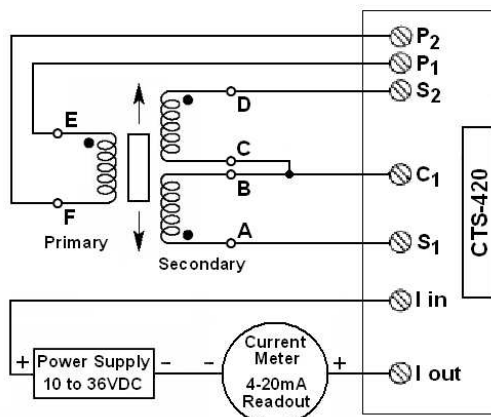 P2
P1
S2
D
E
C
C1
B
F
A
S1
Primary
Secondary
CTS-420
I in
+ Power Supply −
10 to 36VDC
− Current +
Meter
4-20mA
Readout
I out